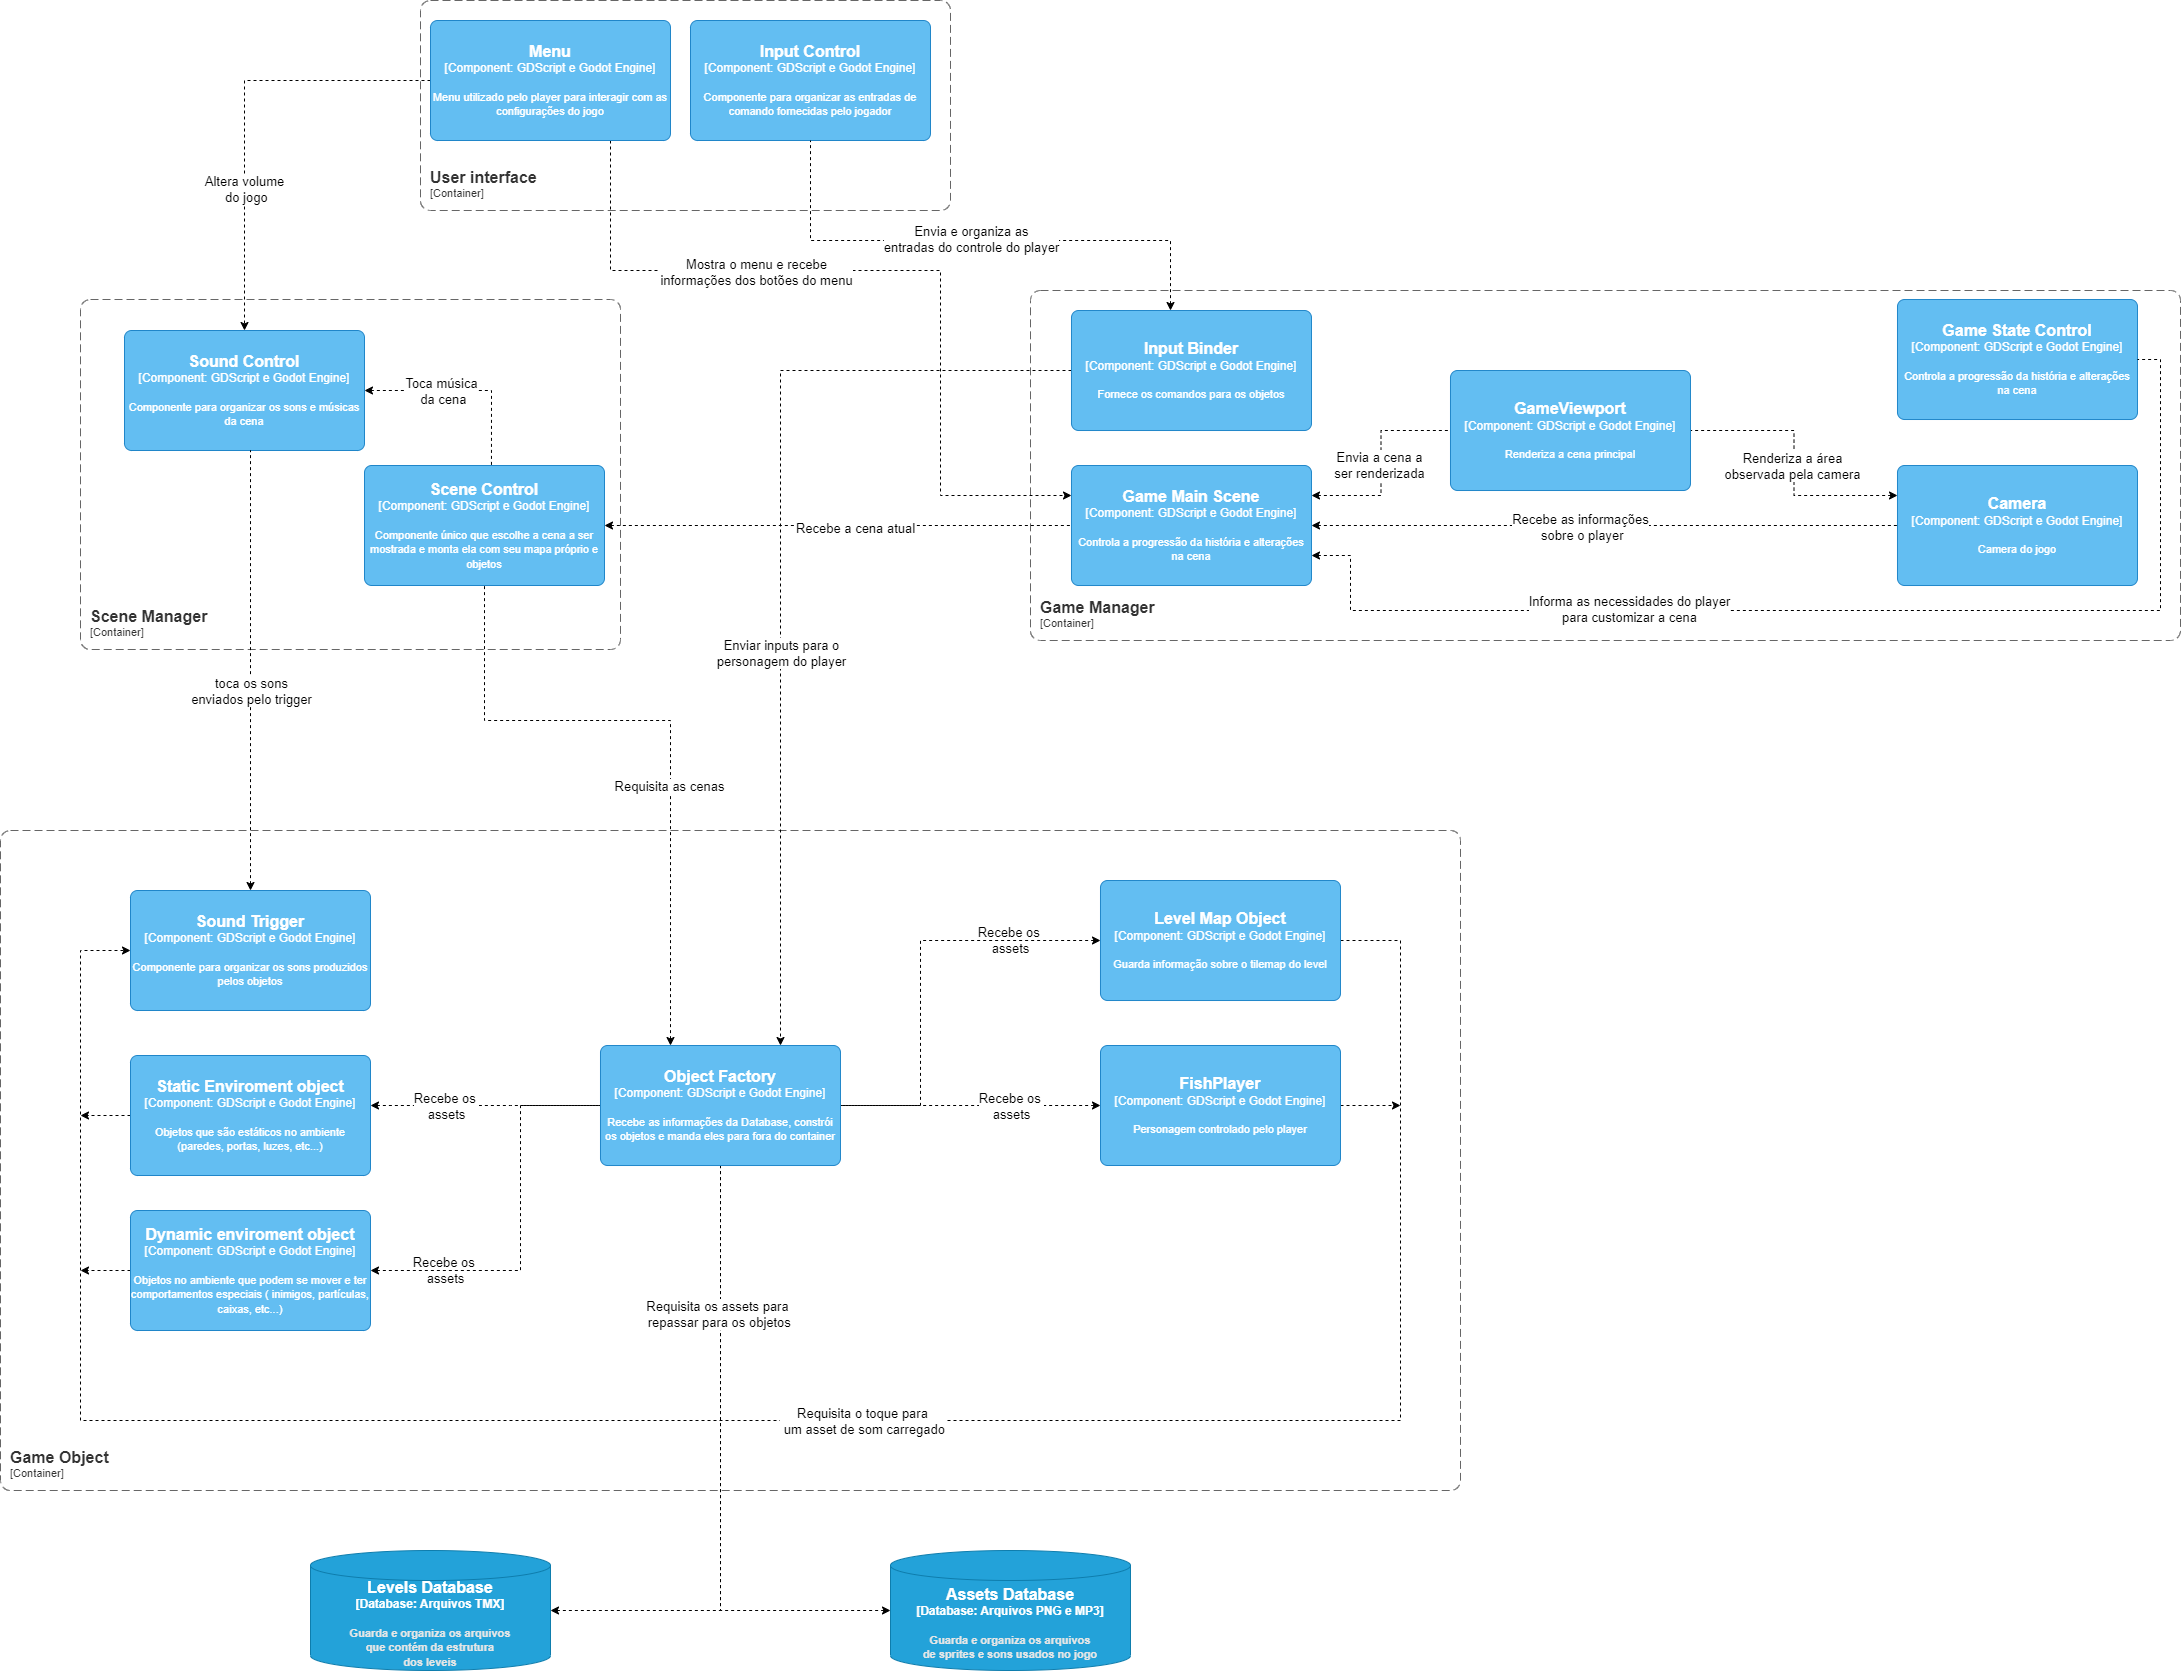 Menu
[Component: GDScript e Godot Engine]
Menu utilizado pelo player para interagir com as
configurações do jogo
Input Control
[Component: GDScript e Godot Engine]
Componente para organizar as entradas de
comando fornecidas pelo jogador
User interface
[Container]
Altera volume
do jogo
Envia e organiza as
entradas do controle do player
Mostra o menu e recebe
informações dos botões do menu
Sound Control
[Component: GDScript e Godot Engine]
Componente para organizar os sons e músicas
da cena
Toca música
da cena
Scene Control
[Component: GDScript e Godot Engine]
Componente único que escolhe a cena a ser
mostrada e monta ela com seu mapa próprio e
objetos
Scene Manager
[Container]
Input Binder
[Component: GDScript e Godot Engine]
Fornece os comandos para os objetos
GameViewport
[Component: GDScript e Godot Engine]
Renderiza a cena principal
Game State Control
[Component: GDScript e Godot Engine]
Controla a progressão da história e alterações
na cena
Envia a cena a
ser renderizada
Renderiza a área
observada pela camera
Game Main Scene
[Component: GDScript e Godot Engine]
Controla a progressão da história e alterações
na cena
Camera
[Component: GDScript e Godot Engine]
Camera do jogo
Recebe a cena atual
Recebe as informações
sobre o player
Informa as necessidades do player
para customizar a cena
Game Manager
[Container]
Enviar inputs para o
personagem do player
toca os sons
enviados pelo trigger
Requisita as cenas
Sound Trigger
[Component: GDScript e Godot Engine]
Componente para organizar os sons produzidos
pelos objetos
Recebe os
assets
Level Map Object
[Component: GDScript e Godot Engine]
Guarda informação sobre o tilemap do level
Static Enviroment object
[Component: GDScript e Godot Engine]
Objetos que são estáticos no ambiente
(paredes, portas, luzes, etc...)
Recebe os
assets
Object Factory
[Component: GDScript e Godot Engine]
Recebe as informações da Database, constrói
os objetos e manda eles para fora do container
Recebe os
assets
FishPlayer
[Component: GDScript e Godot Engine]
Personagem controlado pelo player
Dynamic enviroment object
[Component: GDScript e Godot Engine]
Objetos no ambiente que podem se mover e ter
comportamentos especiais ( inimigos, partículas,
caixas, etc...)
Recebe os
assets
Requisita os assets para
repassar para os objetos
Requisita o toque para
um asset de som carregado
Game Object
[Container]
Levels Database
[Database: Arquivos TMX]
Guarda e organiza os arquivos
que contém da estrutura
dos leveis
Assets Database
[Database: Arquivos PNG e MP3]
Guarda e organiza os arquivos
de sprites e sons usados no jogo